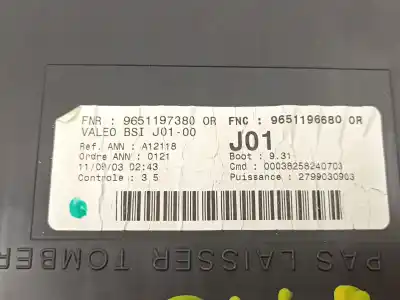 FNR : 9651197380 OR FNC : 9651196680 OR
VALEO BSI J01-00 J01
Ref. ANN : A12118
Ordre ANN : 0121 Boot : 9.31
11/09/03 02:43 Cmd : 00038258240703
Controle : 3.5 Puissance : 2799030903
PAS LAISSER TOMBER